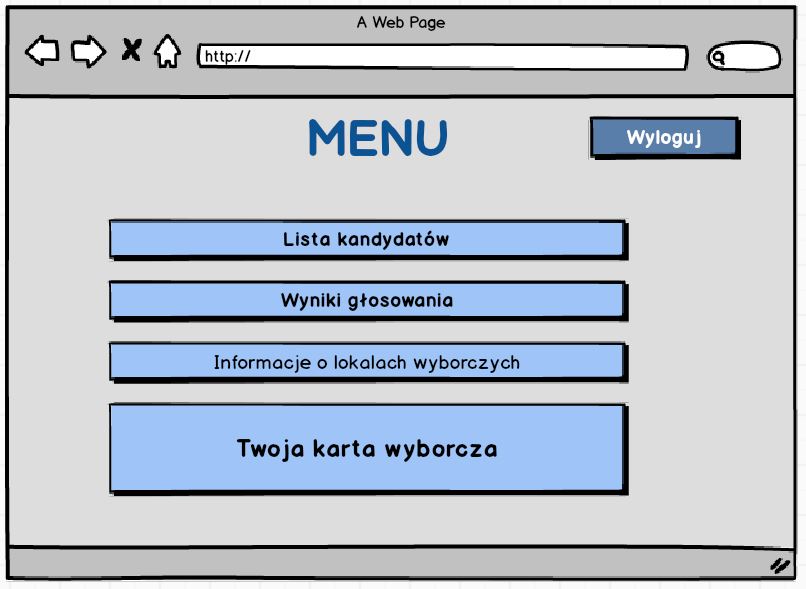 A Web Page
http://
MENU
Wyloguj
Lista kandydatów
Wyniki głosowania
Informacje o lokalach wyborczych
Twoja karta wyborcza